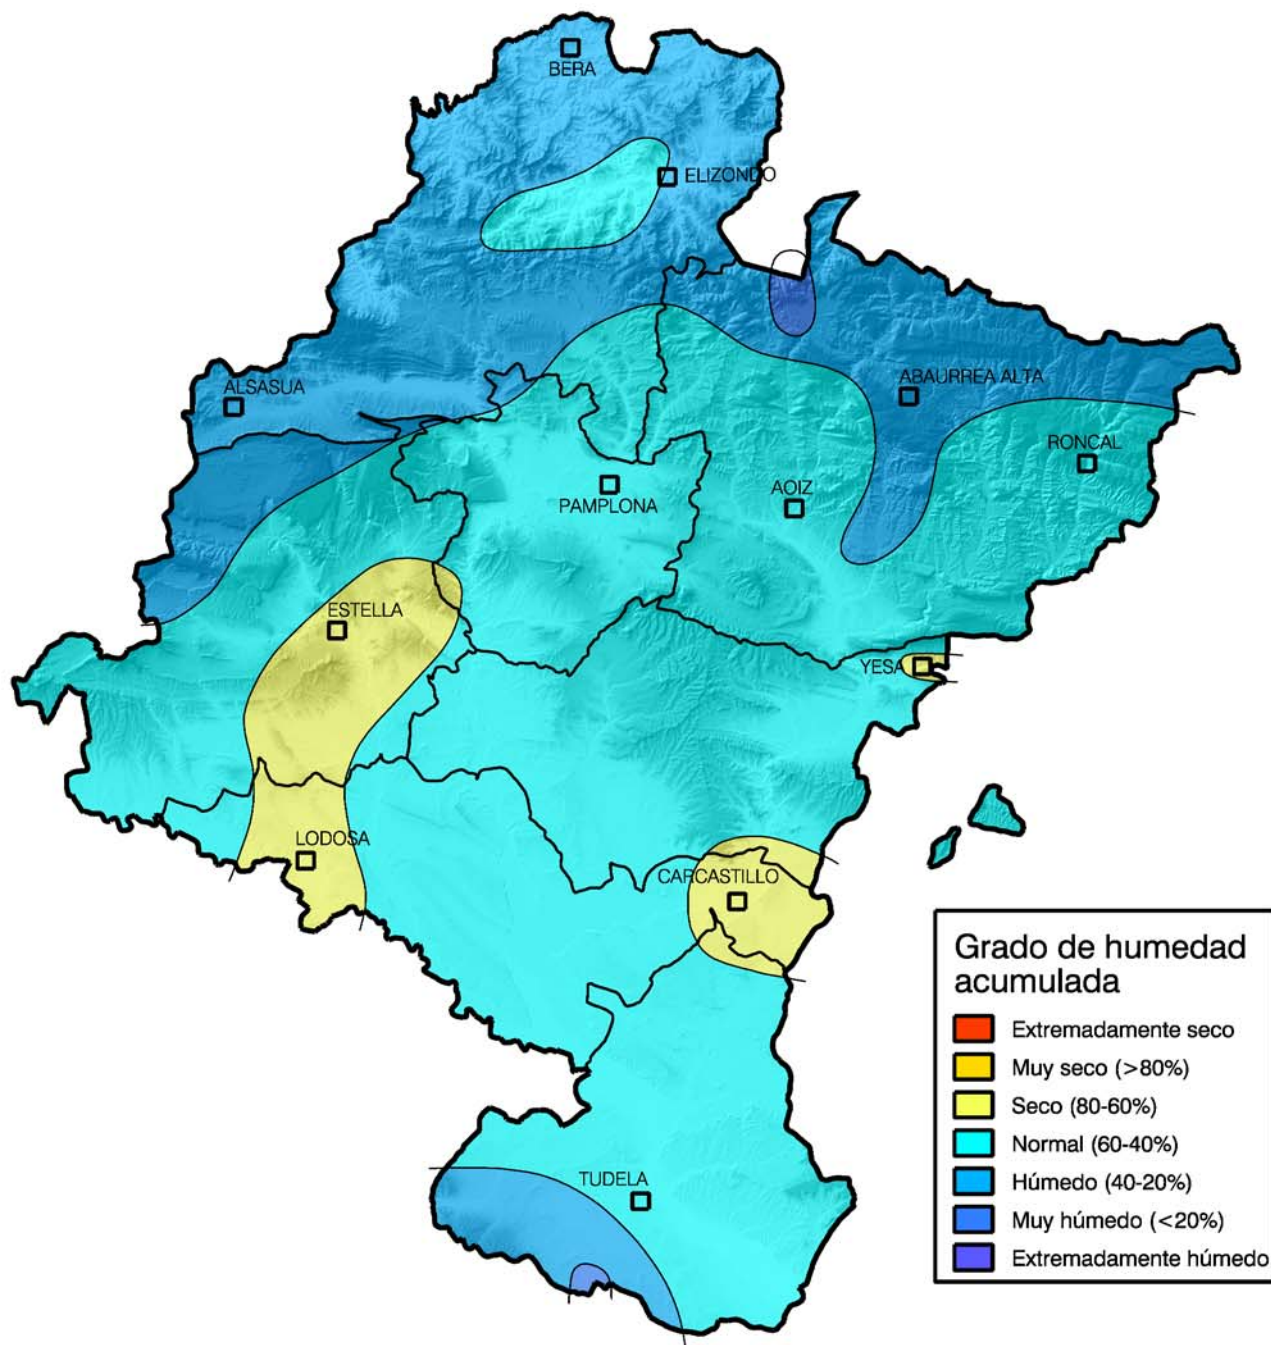 BERA
ELIZONDO
ALSASUA
ABAURREA ALTA
RONCAL
AOIZ
PAMPLONA
ESTELLA
YESA
LODOSA
CARCASTILLO
TUDELA
Grado de humedad
acumulada
Extremadamente seco
Muy seco (>80%)
Seco (80-60%)
Normal (60-40%)
Húmedo (40-20%)
Muy húmedo (<20%)
Extremadamente húmedo